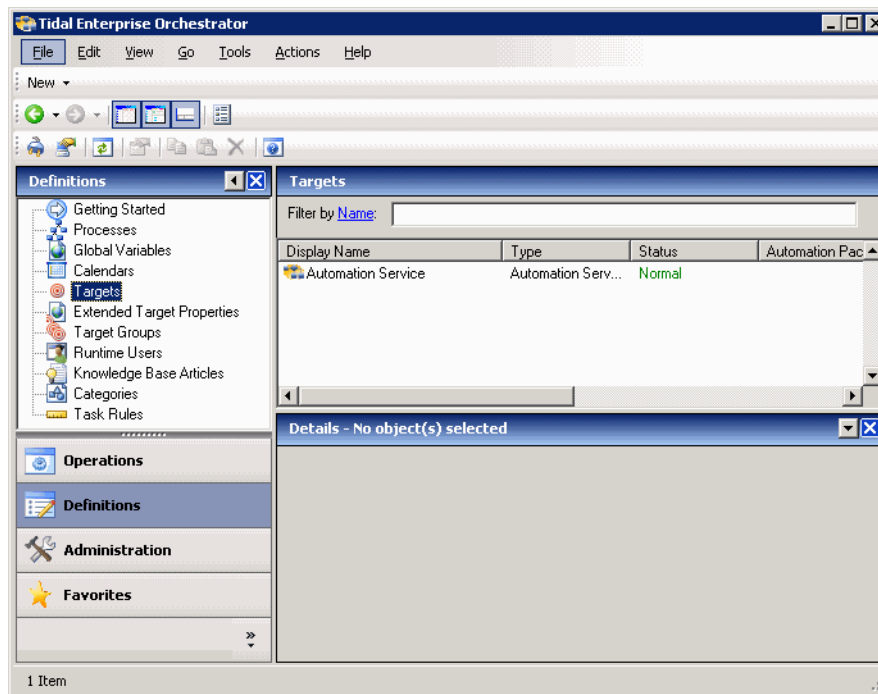 Tidal Enterprise Orchestrator
File Edit View Go Tools Actions Help
New
Definitions
Getting Started
Processes
Global Variables
Calendars
Targets
Extended Target Properties
Target Groups
Runtime Users
Knowledge Base Articles
Categories
Task Rules
Operations
Definitions
Administration
Favorites
Targets
Filter by Name:
Display Name Type Status Automation Pac
Automation Service Automation Serv... Normal
Details - No object(s) selected
1 Item